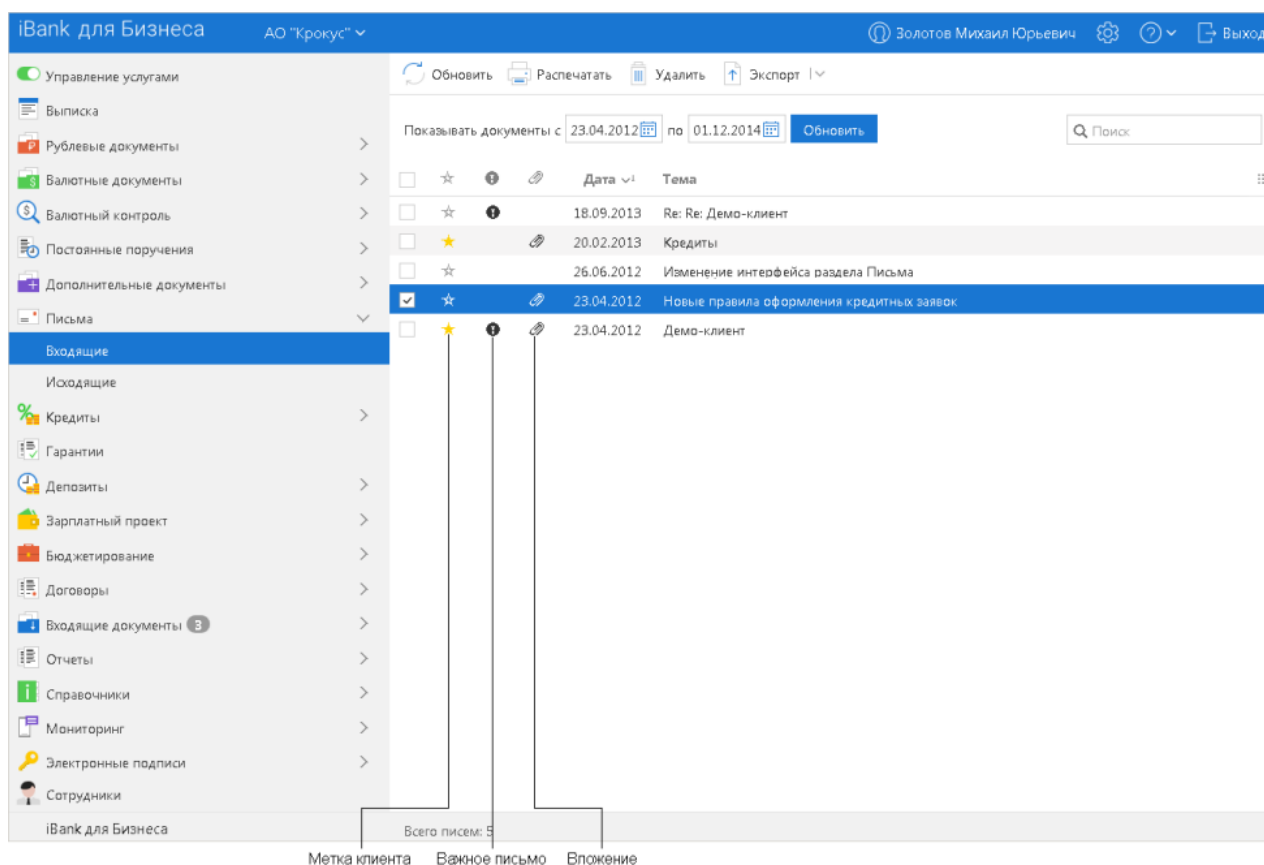 iBank для Бизнеса АО "Крокус" Золотов Михаил Юрьевич Выход
Управление услугами
Выписка
Рублевые документы
Валютные документы
Валютный контроль
Постоянные поручения
Дополнительные документы
Письма
Входящие
Исходящие
Кредиты
Гарантии
Депозиты
Зарплатный проект
Бюджетирование
Договоры
Входящие документы 3
Отчеты
Справочники
Мониторинг
Электронные подписи
Сотрудники
iBank для Бизнеса
Обновить Распечатать Удалить Экспорт
Показывать документы с 23.04.2012 по 01.12.2014 Обновить Поиск
Дата Тема
18.09.2013 Re: Re: Демо-клиент
20.02.2013 Кредиты
26.06.2012 Изменение интерфейса раздела Письма
23.04.2012 Новые правила оформления кредитных заявок
23.04.2012 Демо-клиент
Всего писем: 5
Метка клиента Важное письмо Вложение